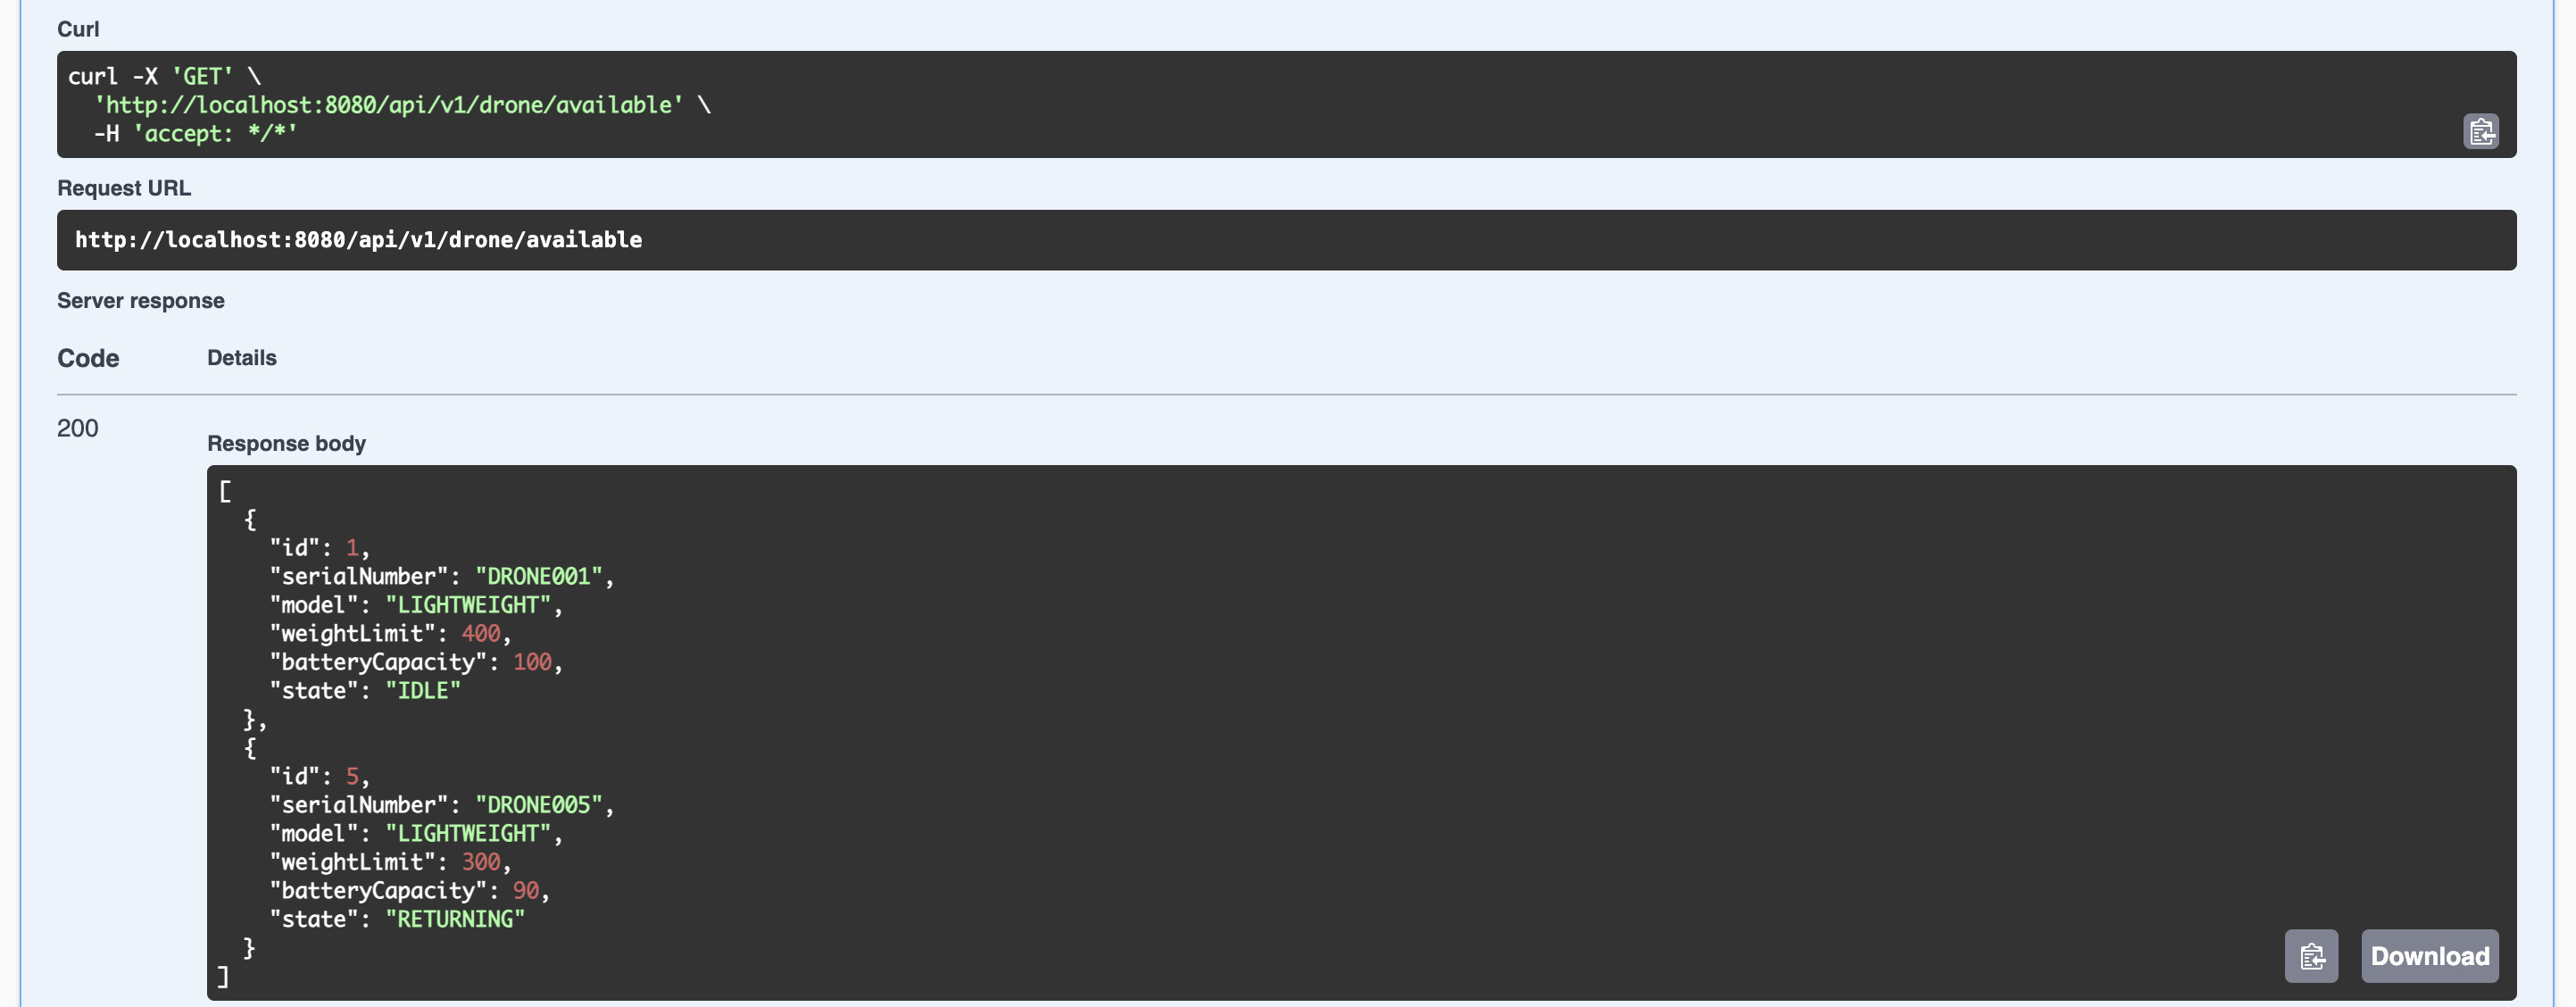 Curl
curl -X 'GET' \
  'http://localhost:8080/api/v1/drone/available' \
  -H 'accept: */*'
Request URL
http://localhost:8080/api/v1/drone/available
Server response
Code Details
200
Response body
[
  {
    "id": 1,
    "serialNumber": "DRONE001",
    "model": "LIGHTWEIGHT",
    "weightLimit": 400,
    "batteryCapacity": 100,
    "state": "IDLE"
  },
  {
    "id": 5,
    "serialNumber": "DRONE005",
    "model": "LIGHTWEIGHT",
    "weightLimit": 300,
    "batteryCapacity": 90,
    "state": "RETURNING"
  }
]
Download